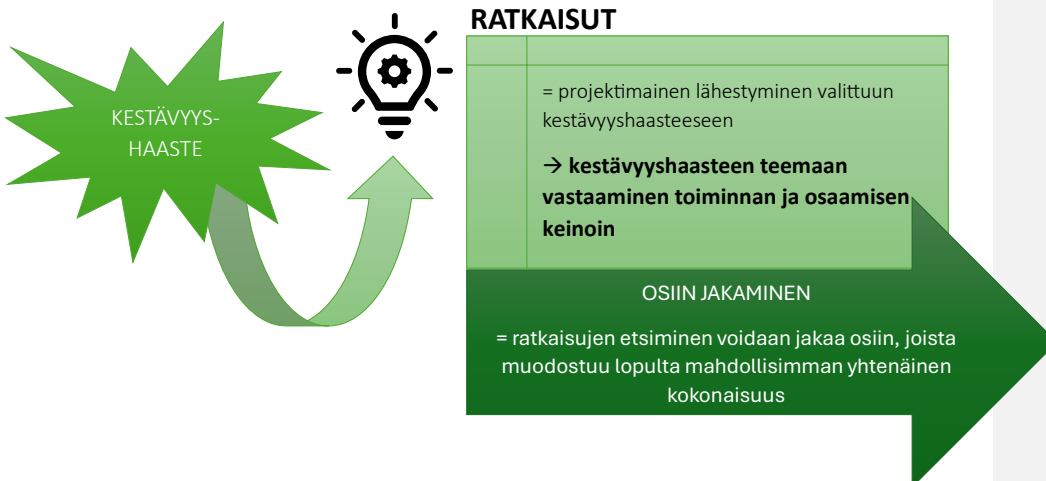 KESTÄVYYS-
HAASTE
RATKAISUT
= projektimainen lähestyminen valittuun
kestävyyshaasteeseen
→ kestävyyshaasteen teemaan
vastaaminen toiminnan ja osaamisen
keinoin
OSIIN JAKAMINEN
= ratkaisujen etsiminen voidaan jakaa osiin, joista
muodostuu lopulta mahdollisimman yhtenäinen
kokonaisuus